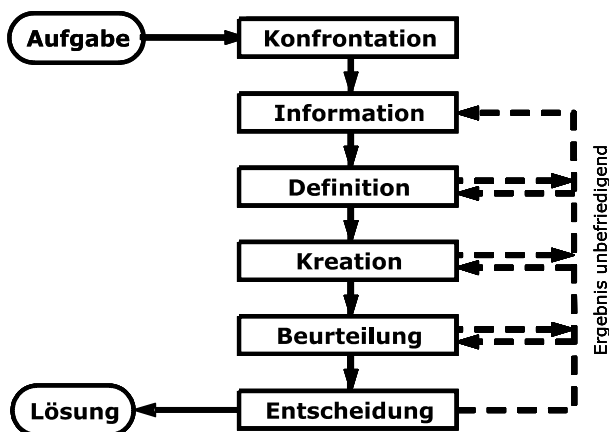 Aufgabe
Konfrontation
Information
Definition
Kreation
Beurteilung
Entscheidung
Lösung
Ergebnis unbefriedigend